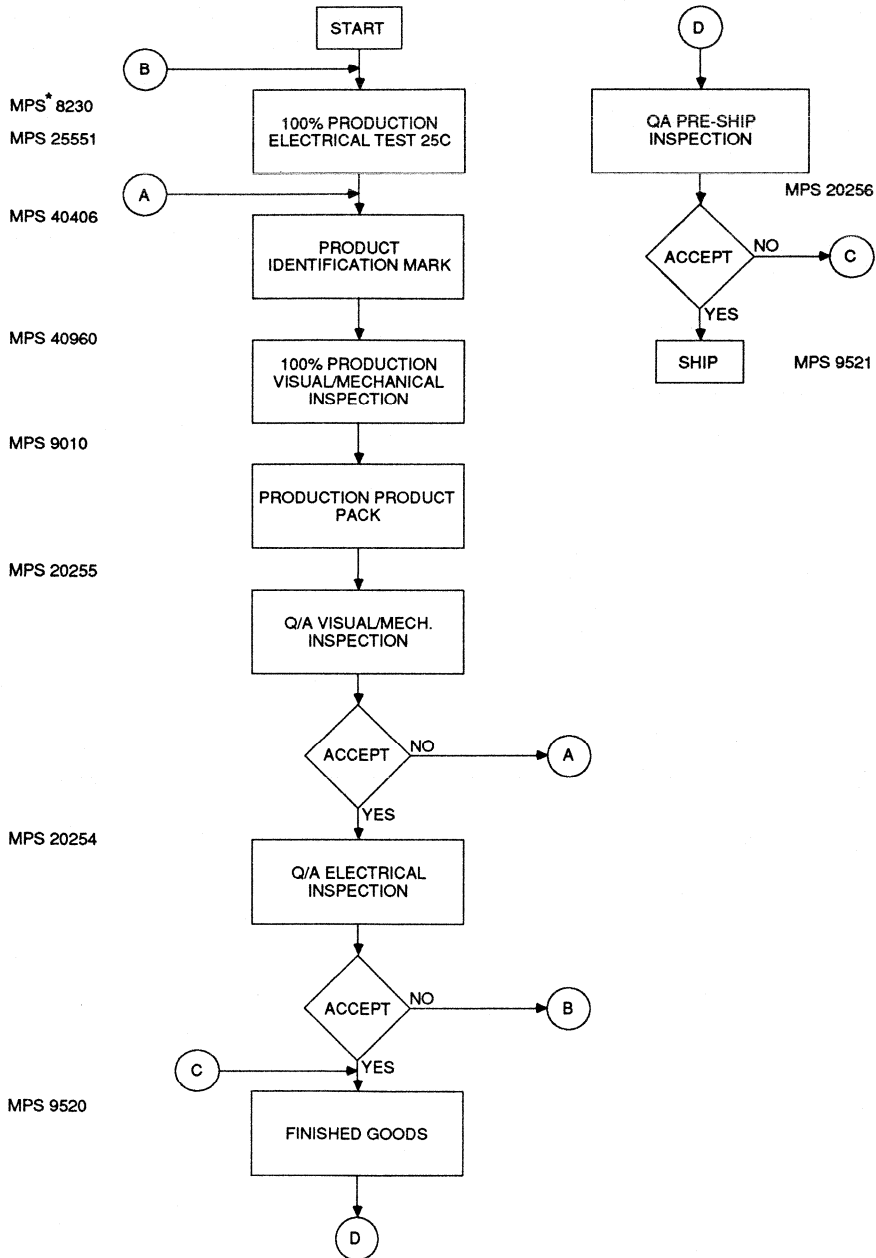 START
B
MPS* 8230
MPS 25551
100% PRODUCTION
ELECTRICAL TEST 25C
A
MPS 40406
PRODUCT
IDENTIFICATION MARK
MPS 40960
100% PRODUCTION
VISUAL/MECHANICAL
INSPECTION
MPS 9010
PRODUCTION PRODUCT
PACK
MPS 20255
Q/A VISUAL/MECH.
INSPECTION
ACCEPT
NO
A
YES
MPS 20254
Q/A ELECTRICAL
INSPECTION
ACCEPT
NO
B
YES
C
MPS 9520
FINISHED GOODS
D
D
QA PRE-SHIP
INSPECTION
MPS 20256
ACCEPT
NO
C
YES
SHIP
MPS 9521